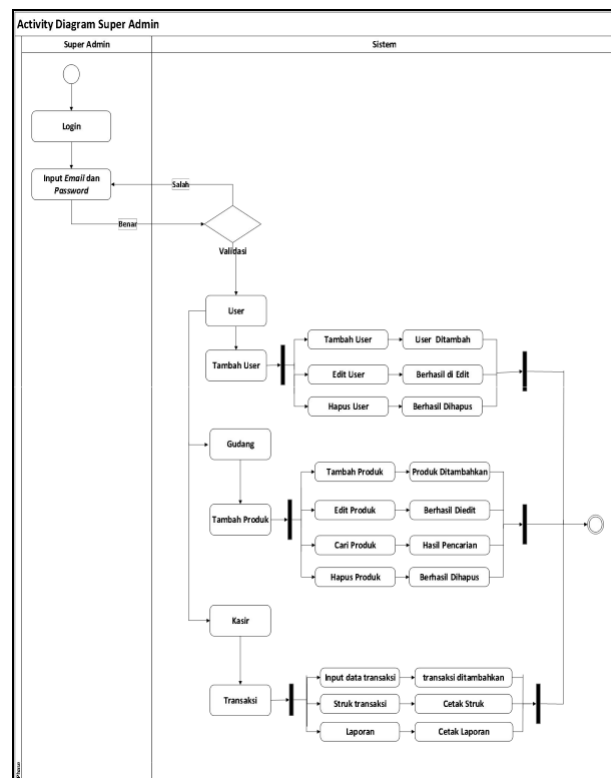 Activity Diagram Super Admin
Super Admin
Sistem
Login
Input Email dan
Password
Salah
Benar
Validasi
User
Tambah User
Tambah User
User Ditambah
Edit User
Berhasil di Edit
Hapus User
Berhasil Dihapus
Gudang
Tambah Produk
Tambah Produk
Produk Ditambahkan
Edit Produk
Berhasil Diedit
Cari Produk
Hasil Pencarian
Hapus Produk
Berhasil Dihapus
Kasir
Transaksi
Input data transaksi
transaksi ditambahkan
Struk transaksi
Cetak Struk
Laporan
Cetak Laporan
Phase